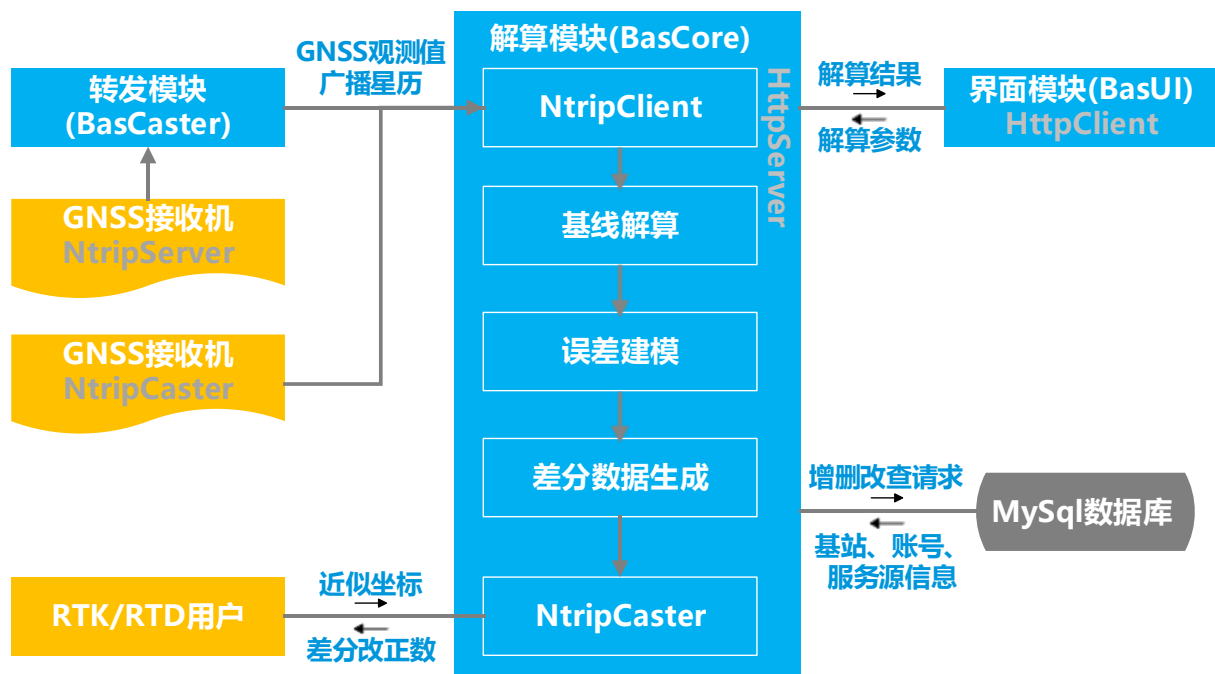 转发模块
(BasCaster)
GNSS接收机
NtripServer
GNSS接收机
NtripCaster
RTK/RTD用户
GNSS观测值
广播星历
近似坐标
差分改正数
解算模块(BasCore)
NtripClient
基线解算
误差建模
差分数据生成
NtripCaster
HttpServer
解算结果
解算参数
界面模块(BasUI)
HttpClient
增删改查请求
基站、账号、
服务源信息
MySql数据库